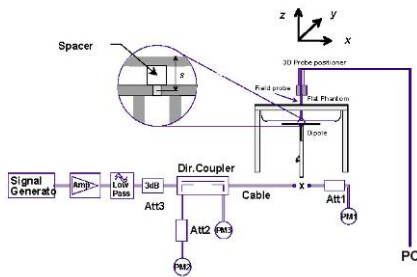 z
y
x
Spacer
s
3D Probe positioner
Field probe
Flat Phantom
Dipole
Signal
Generato
Amp
Low
Pass
3dB
Att3
Dir.Coupler
Cable
x
Att1
Att2
PM3
PM1
PM2
PC